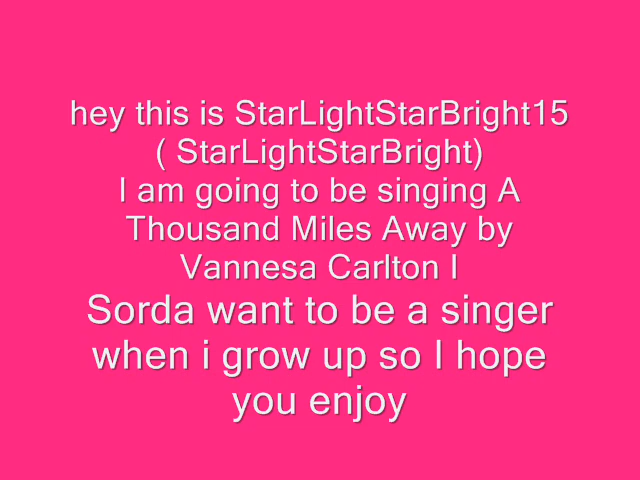 hey this is StarLightStarBright15
( StarLightStarBright)
I am going to be singing A
Thousand Miles Away by
Vannesa Carlton I
Sorda want to be a singer
when i grow up so I hope
you enjoy